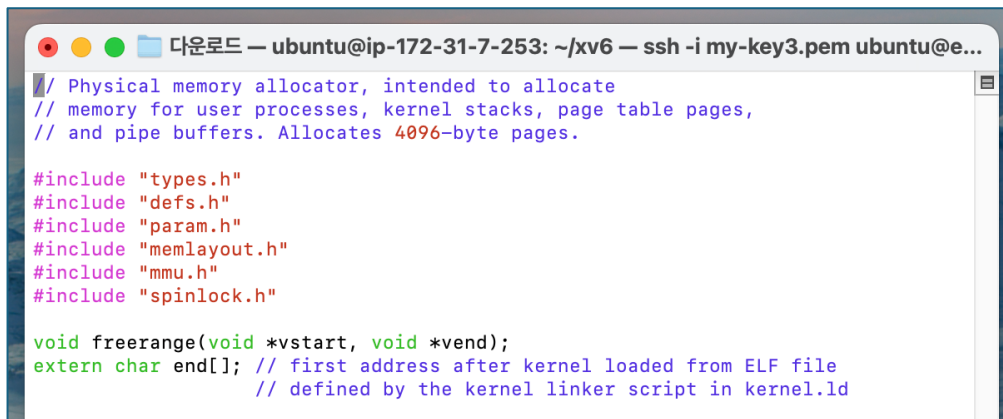 다운로드 — ubuntu@ip-172-31-7-253: ~/xv6 — ssh -i my-key3.pem ubuntu@e...
// Physical memory allocator, intended to allocate
// memory for user processes, kernel stacks, page table pages,
// and pipe buffers. Allocates 4096-byte pages.
#include "types.h"
#include "defs.h"
#include "param.h"
#include "memlayout.h"
#include "mmu.h"
#include "spinlock.h"
void freerange(void *vstart, void *vend);
extern char end[]; // first address after kernel loaded from ELF file
// defined by the kernel linker script in kernel.ld